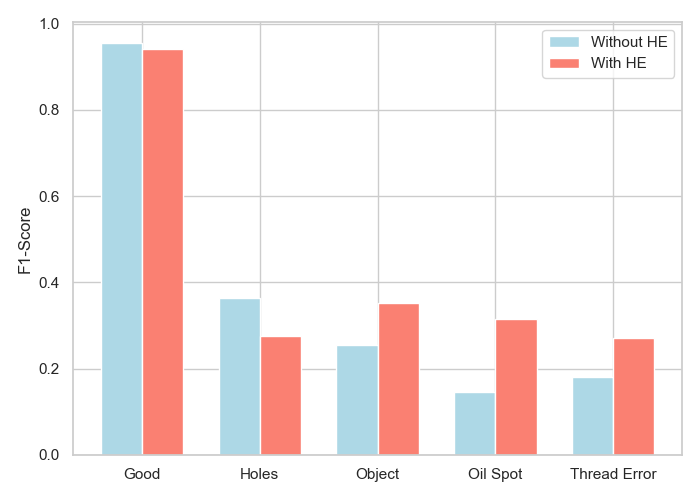 Without HE
With HE
F1-Score
1.0
0.8
0.6
0.4
0.2
0.0
Good
Holes
Object
Oil Spot
Thread Error